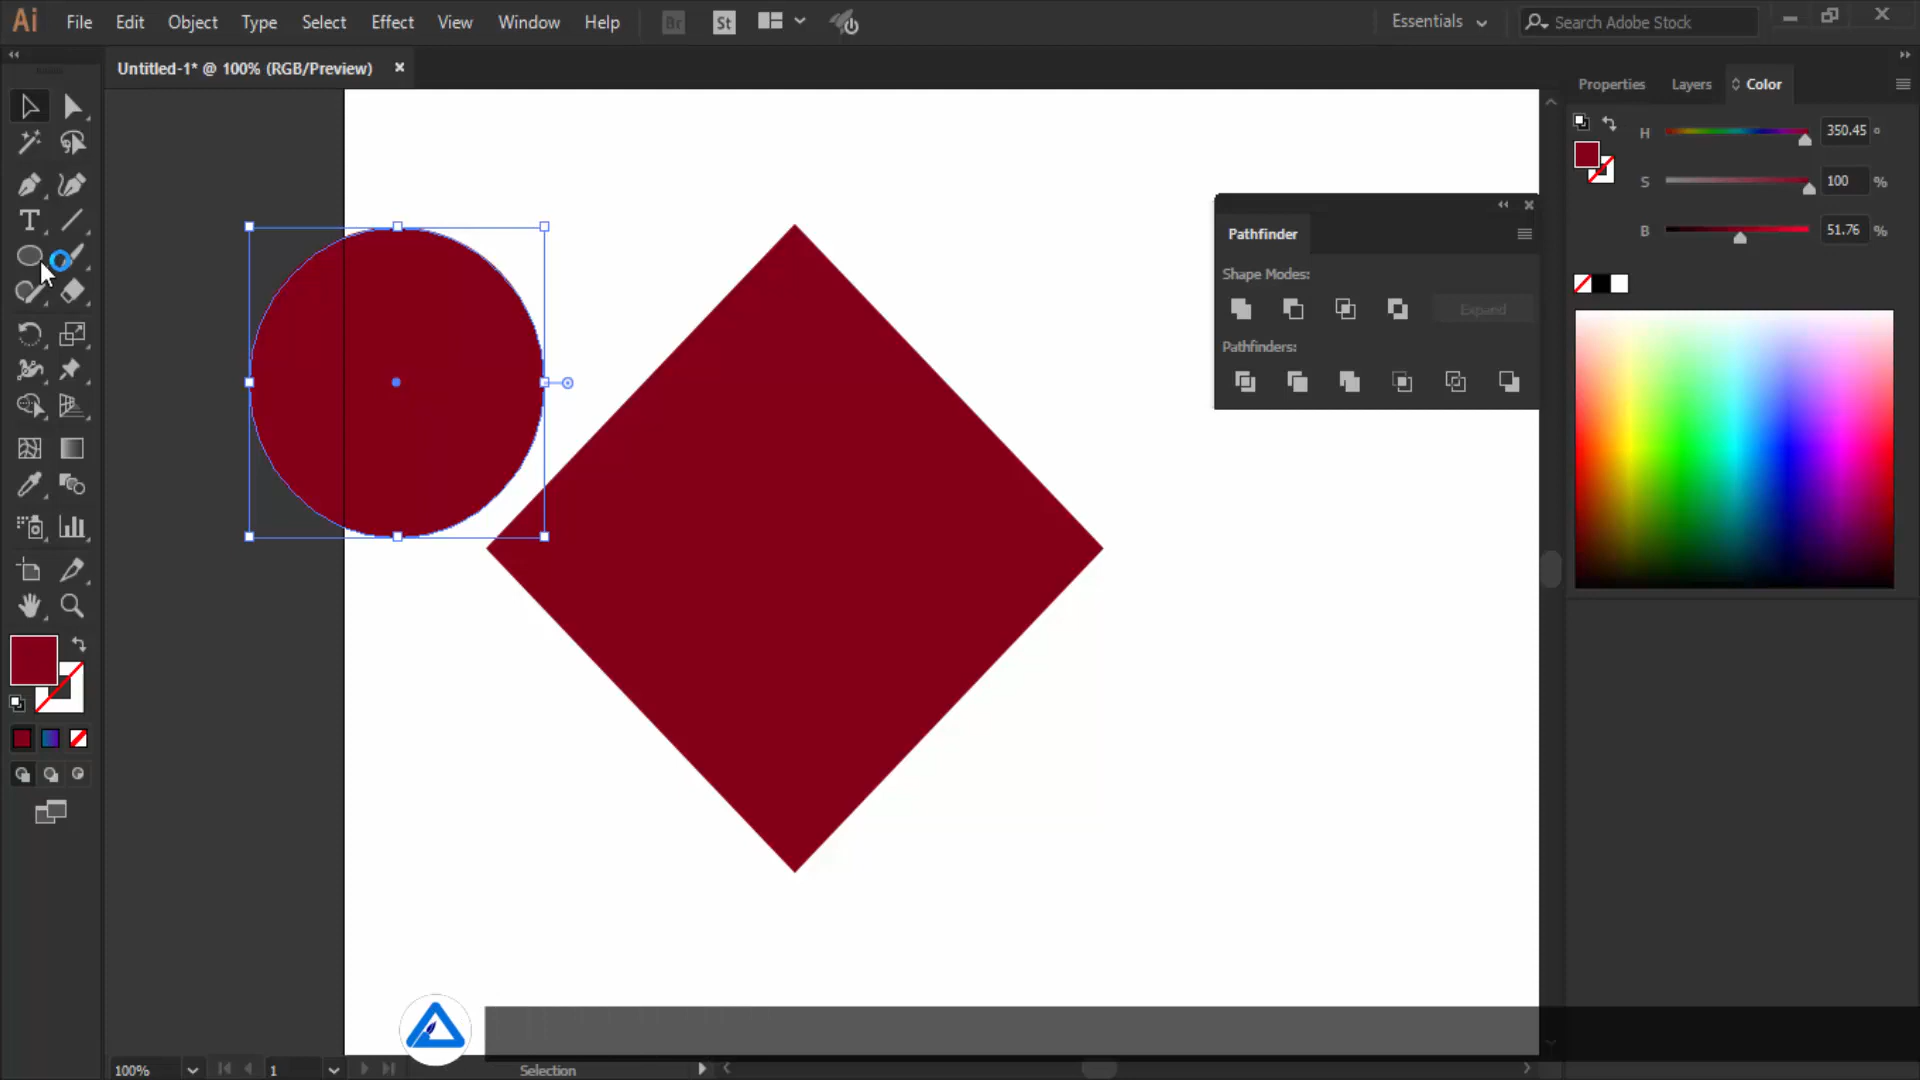 Ai File Edit Object Type Select Effect View Window Help Br St Essentials Search Adobe Stock
Untitled-1* @ 100% (RGB/Preview)
Properties Layers Color
H 350.45 °
S 100 %
B 51.76 %
T
Pathfinder
Shape Modes:
Expand
Pathfinders:
100% 1 Selection